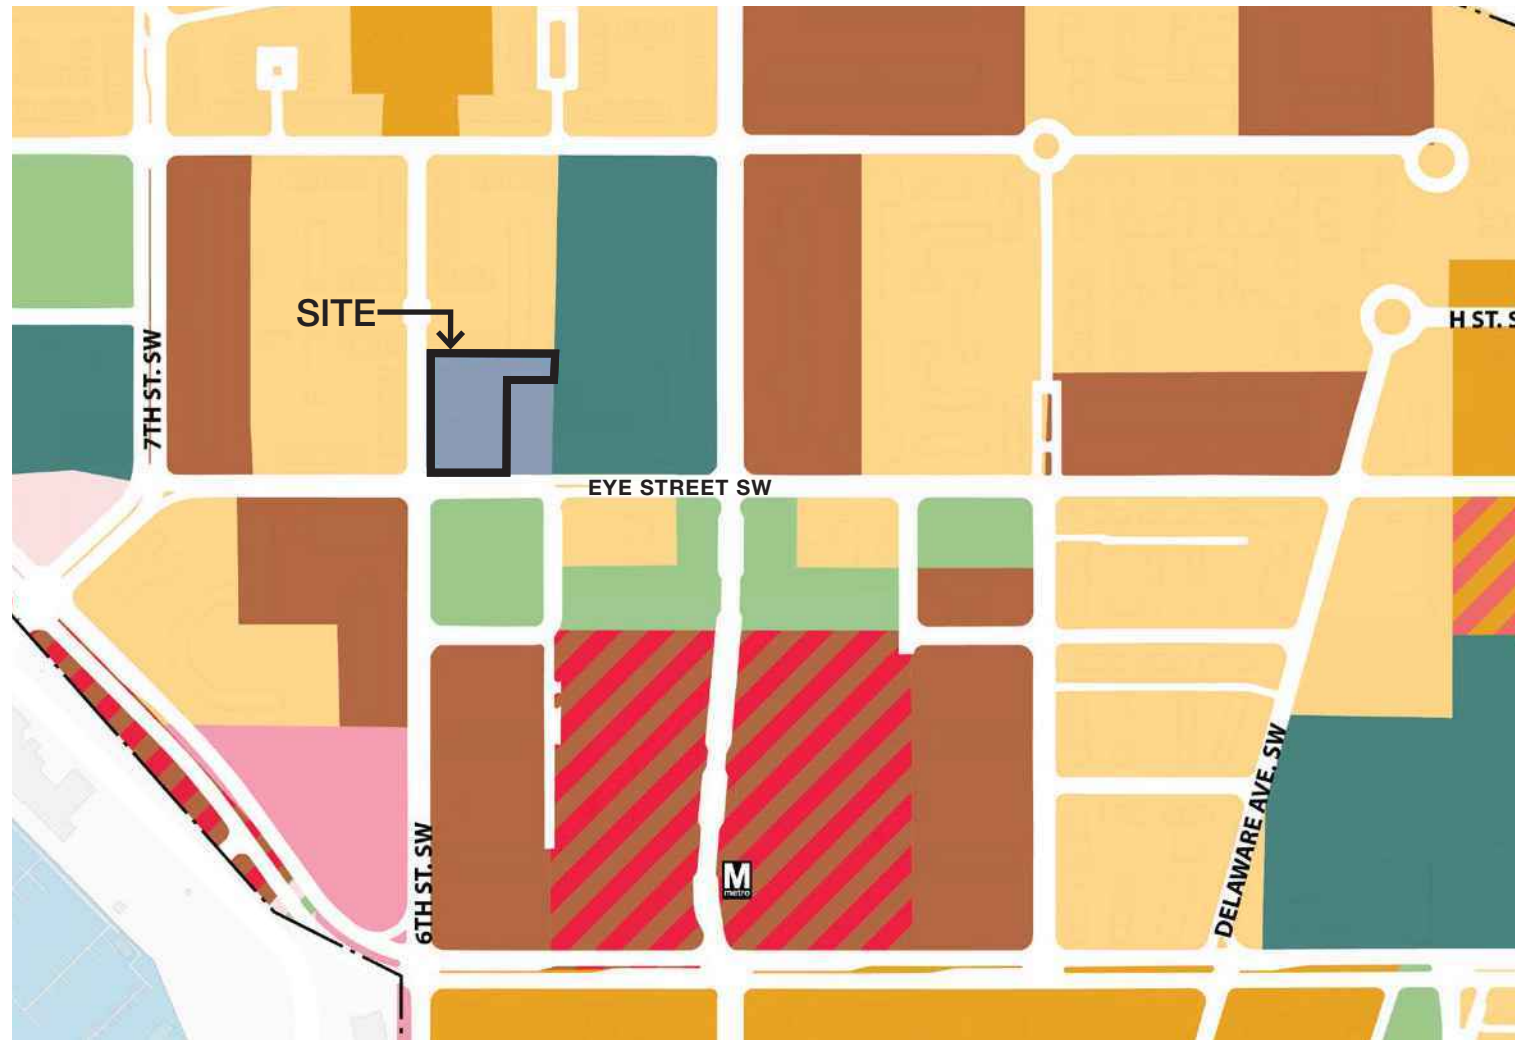 SITE
7TH ST. SW
H ST. S
EYE STREET SW
6TH ST. SW
M
metro
DELAWARE AVE. SW